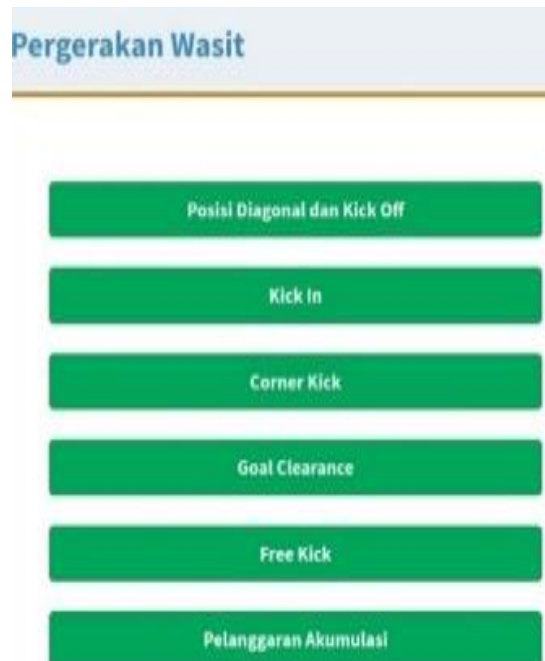 Pergerakan Wasit
Posisi Diagonal dan Kick Off
Kick In
Corner Kick
Goal Clearance
Free Kick
Pelanggaran Akumulasi